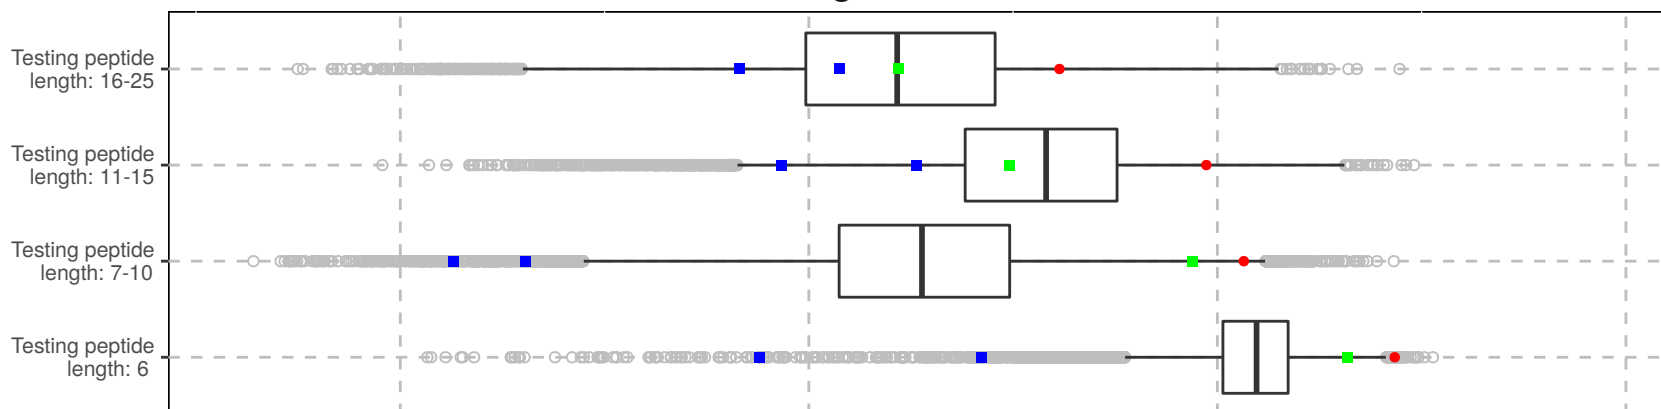 Testing peptide
length: 16-25
Testing peptide
length: 11-15
Testing peptide
length: 7-10
Testing peptide
length: 6